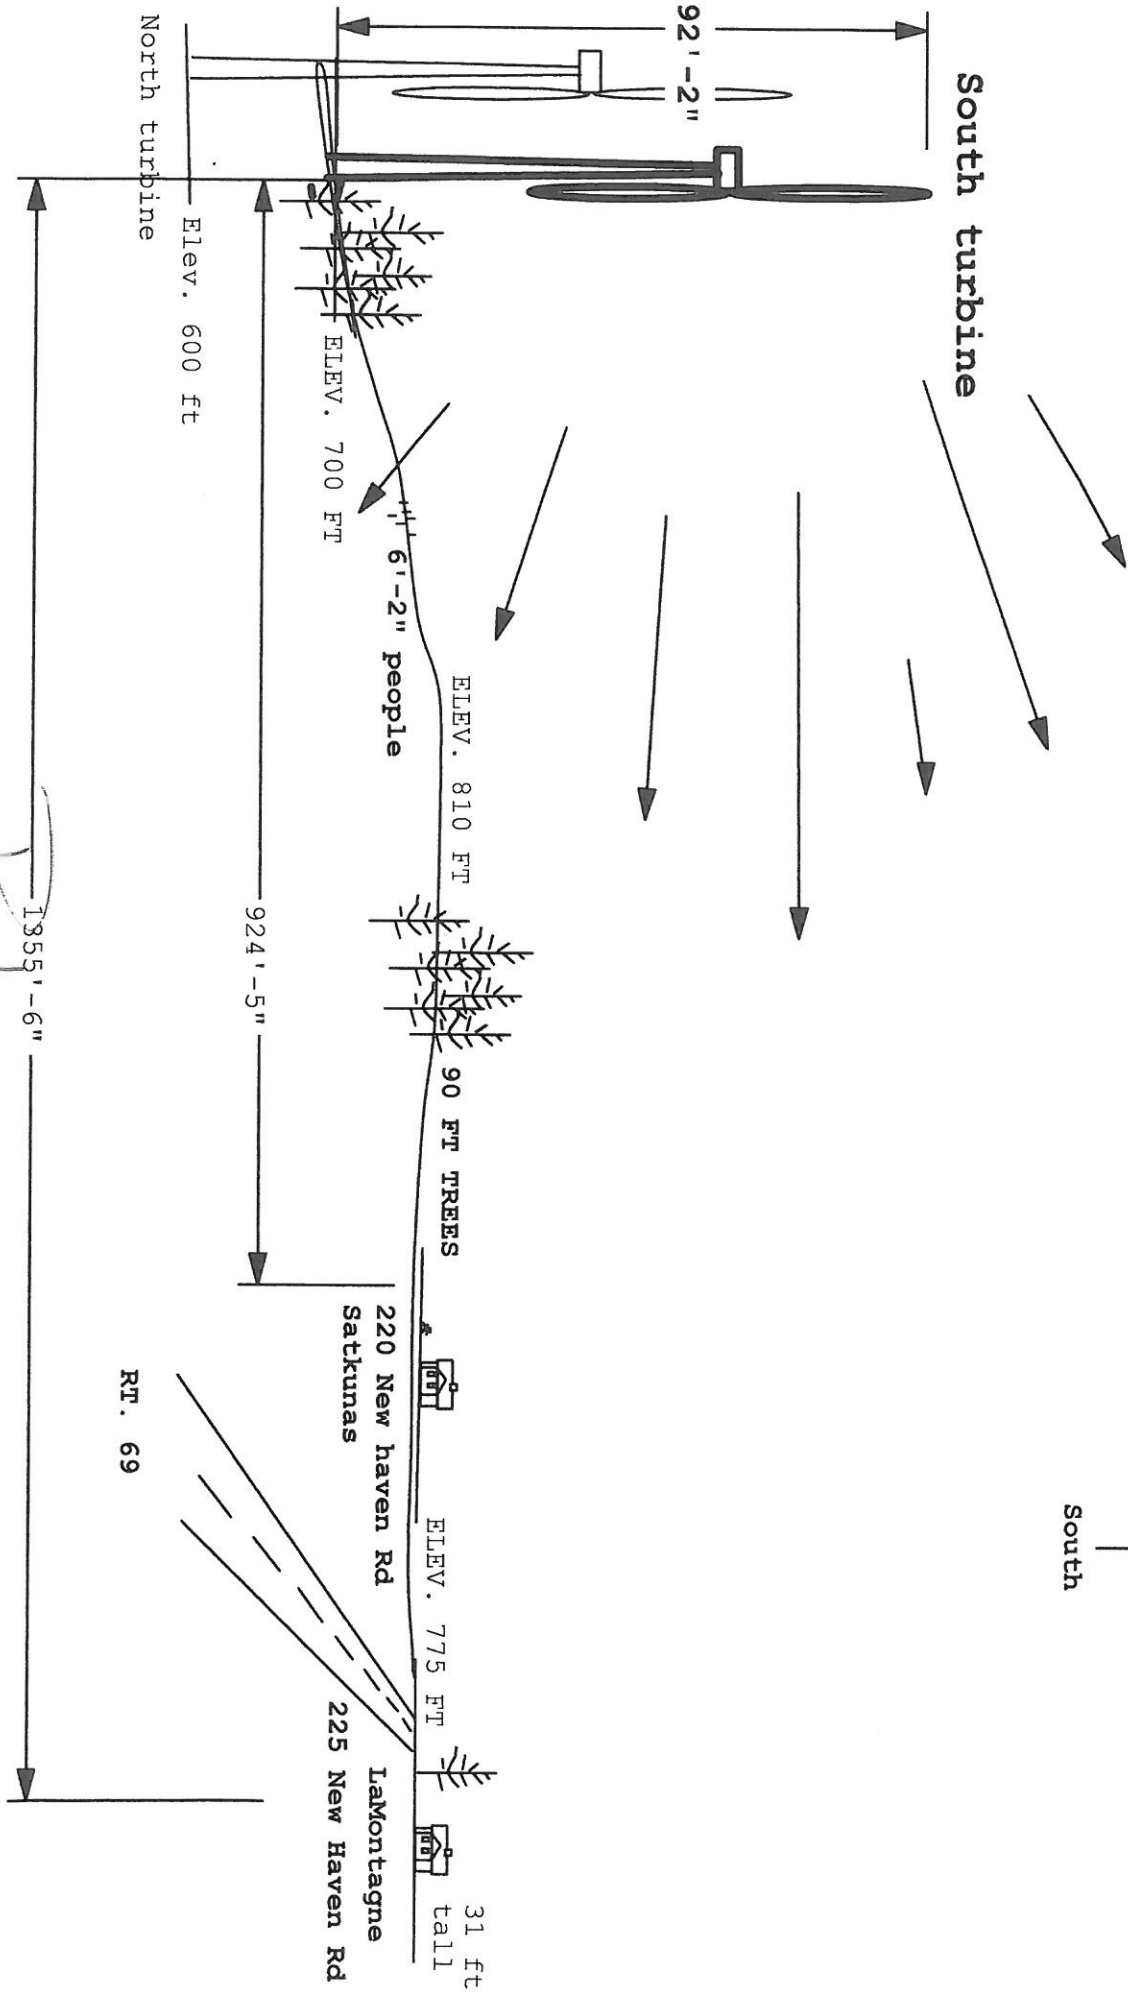 South
South turbine
92'-2"
31 ft
tall
ELEV. 810 FT
90 FT TREES
ELEV. 775 FT
6'-2" people
220 New haven Rd
Satkunas
LaMontagne
225 New Haven Rd
ELEV. 700 FT
924'-5"
Elev. 600 ft
North turbine
RT. 69
1355'-6"